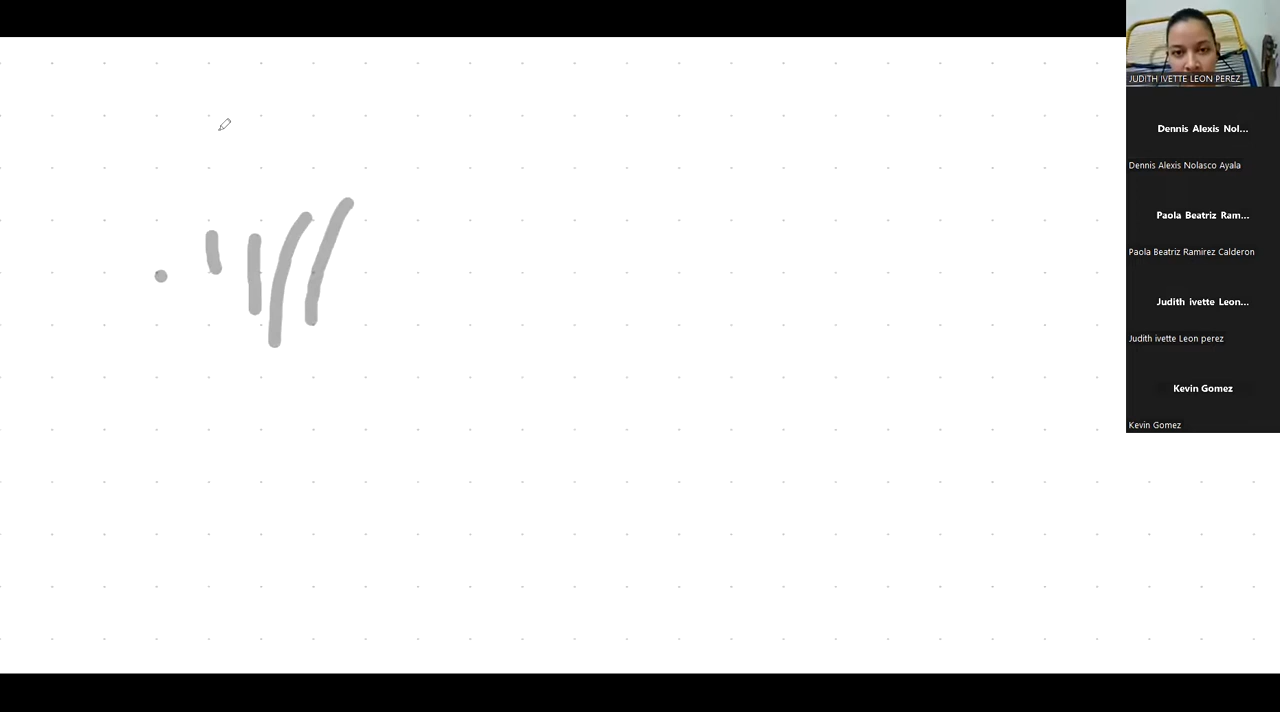 JUDITH IVETTE LEON PEREZ
Dennis Alexis Nol...
Dennis Alexis Nolasco Ayala
Paola Beatriz Ram...
Paola Beatriz Ramirez Calderon
Judith ivette Leon...
Judith ivette Leon perez
Kevin Gomez
Kevin Gomez